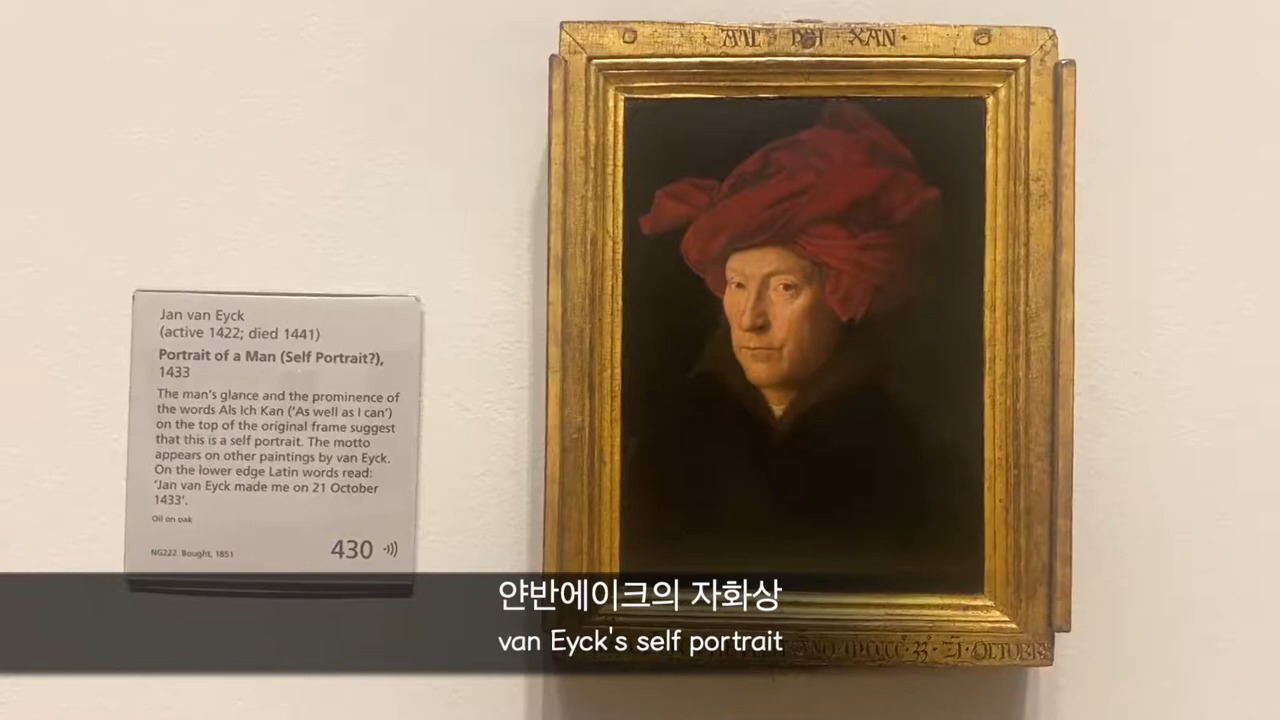 Jan van Eyck
(active 1422; died 1441)
Portrait of a Man (Self Portrait?),
1433
The man's glance and the prominence of
the words Als Ich Kan ('As well as I can')
on the top of the original frame suggest
that this is a self portrait. The motto
appears on other paintings by van Eyck.
On the lower edge Latin words read:
'Jan van Eyck made me on 21 October
1433'.
Oil on oak
NG222. Bought, 1851
430
XAN
33 · 21 · OCTOBR
얀반에이크의 자화상
van Eyck's self portrait